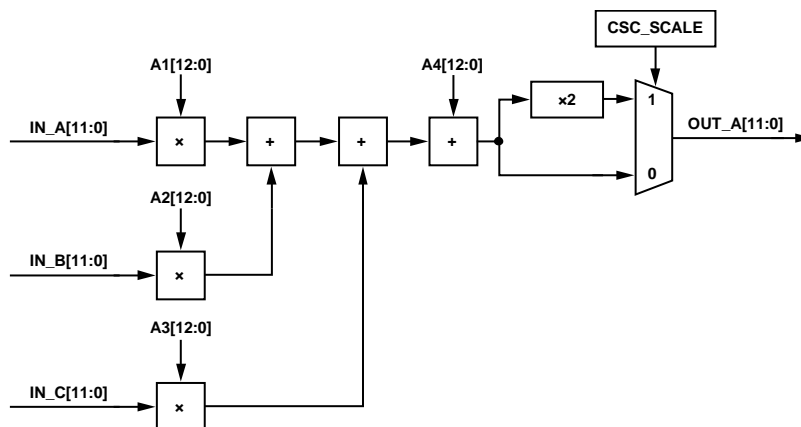 CSC_SCALE
A1[12:0]
A4[12:0]
IN_A[11:0]
×
+
+
+
×2
1
0
OUT_A[11:0]
A2[12:0]
IN_B[11:0]
×
A3[12:0]
IN_C[11:0]
×